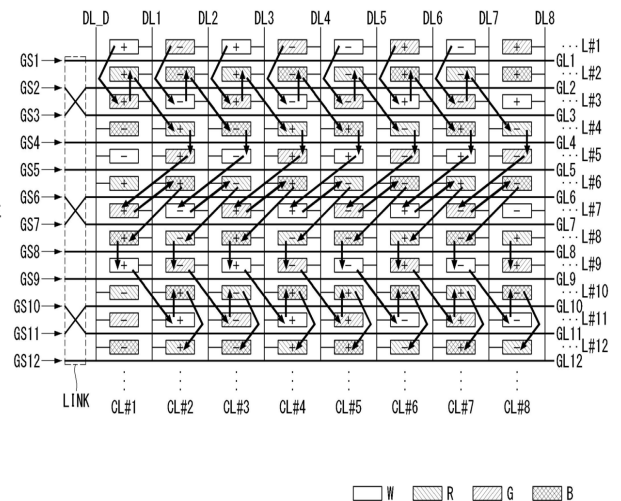 DL_D DL1 DL2 DL3 DL4 DL5 DL6 DL7 DL8
L#1
GS1 GL1
L#2
GS2 GL2
L#3
GS3 GL3
L#4
GS4 GL4
L#5
GS5 GL5
L#6
GS6 GL6
L#7
GS7 GL7
L#8
GS8 GL8
L#9
GS9 GL9
L#10
GS10 GL10
L#11
GS11 GL11
L#12
GS12 GL12
LINK CL#1 CL#2 CL#3 CL#4 CL#5 CL#6 CL#7 CL#8
W R G B